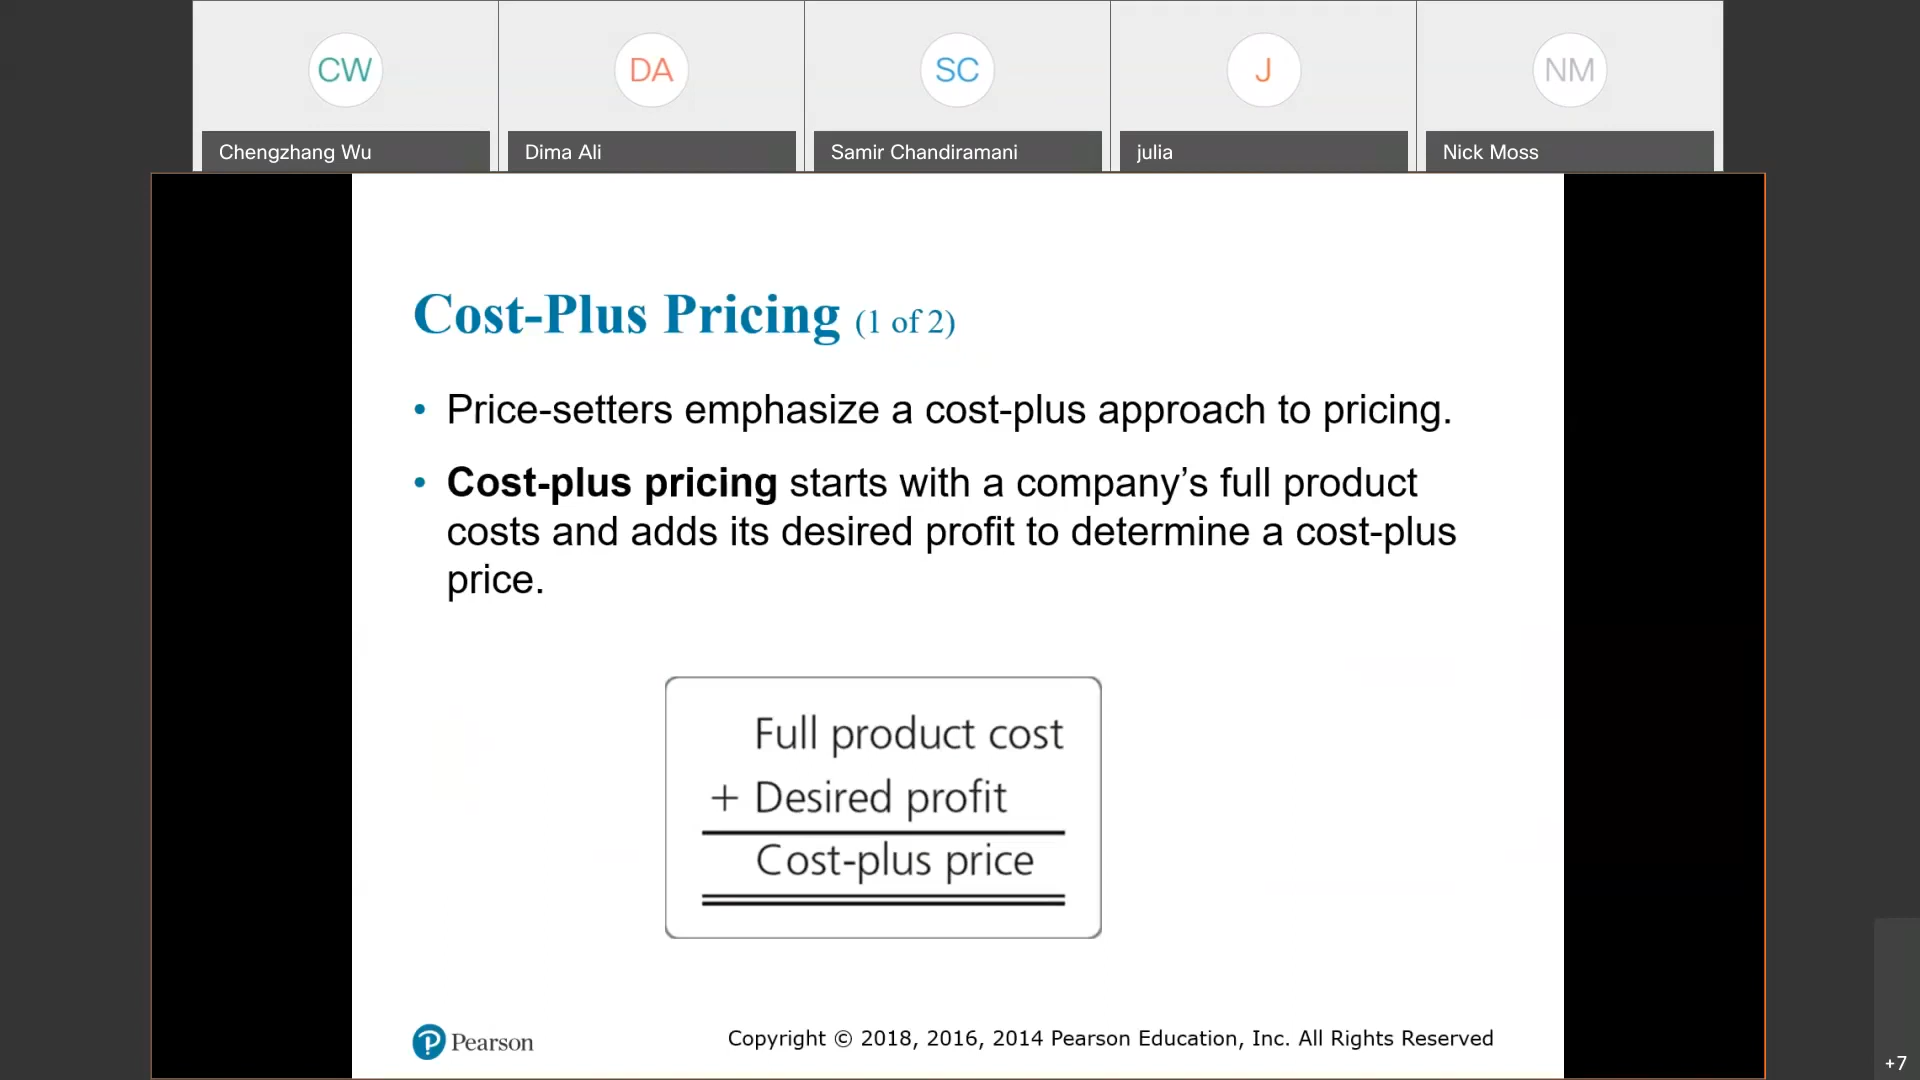 CW
DA
SC
J
NM
Chengzhang Wu
Dima Ali
Samir Chandiramani
julia
Nick Moss
Cost-Plus Pricing (1 of 2)
• Price-setters emphasize a cost-plus approach to pricing.
• Cost-plus pricing starts with a company’s full product
costs and adds its desired profit to determine a cost-plus
price.
Full product cost
+ Desired profit
Cost-plus price
P Pearson
Copyright © 2018, 2016, 2014 Pearson Education, Inc. All Rights Reserved
+7